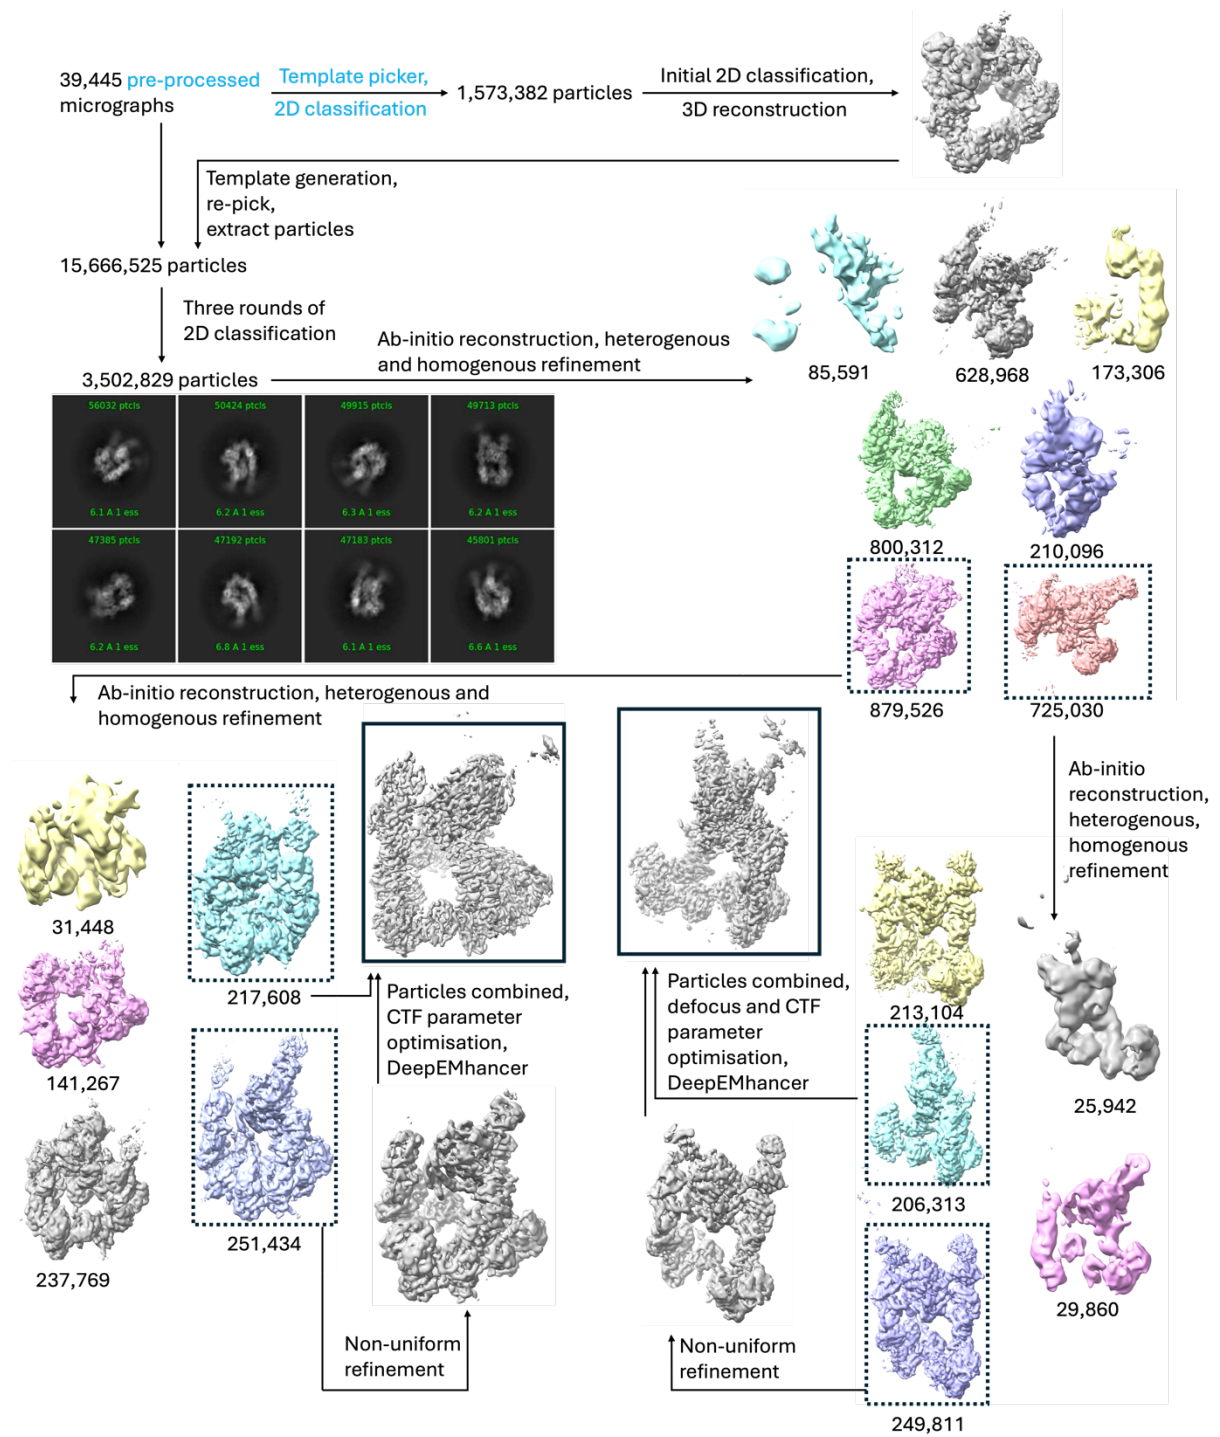 39,445 pre-processed
micrographs
Template picker,
2D classification
1,573,382 particles
Initial 2D classification,
3D reconstruction
Template generation,
re-pick,
extract particles
15,666,525 particles
Three rounds of
2D classification
3,502,829 particles
Ab-initio reconstruction, heterogenous
and homogenous refinement
85,591
628,968
173,306
800,312
210,096
879,526
725,030
56032 ptcls
50424 ptcls
49915 ptcls
49713 ptcls
6.1 A 1 ess
6.2 A 1 ess
6.3 A 1 ess
6.2 A 1 ess
47385 ptcls
47192 ptcls
47183 ptcls
45801 ptcls
6.2 A 1 ess
6.8 A 1 ess
6.1 A 1 ess
6.6 A 1 ess
Ab-initio reconstruction, heterogenous and
homogenous refinement
31,448
141,267
237,769
217,608
251,434
Particles combined,
CTF parameter
optimisation,
DeepEMhancer
Non-uniform
refinement
Particles combined,
defocus and CTF
parameter
optimisation,
DeepEMhancer
Non-uniform
refinement
Ab-initio
reconstruction,
heterogenous,
homogenous
refinement
213,104
206,313
249,811
25,942
29,860